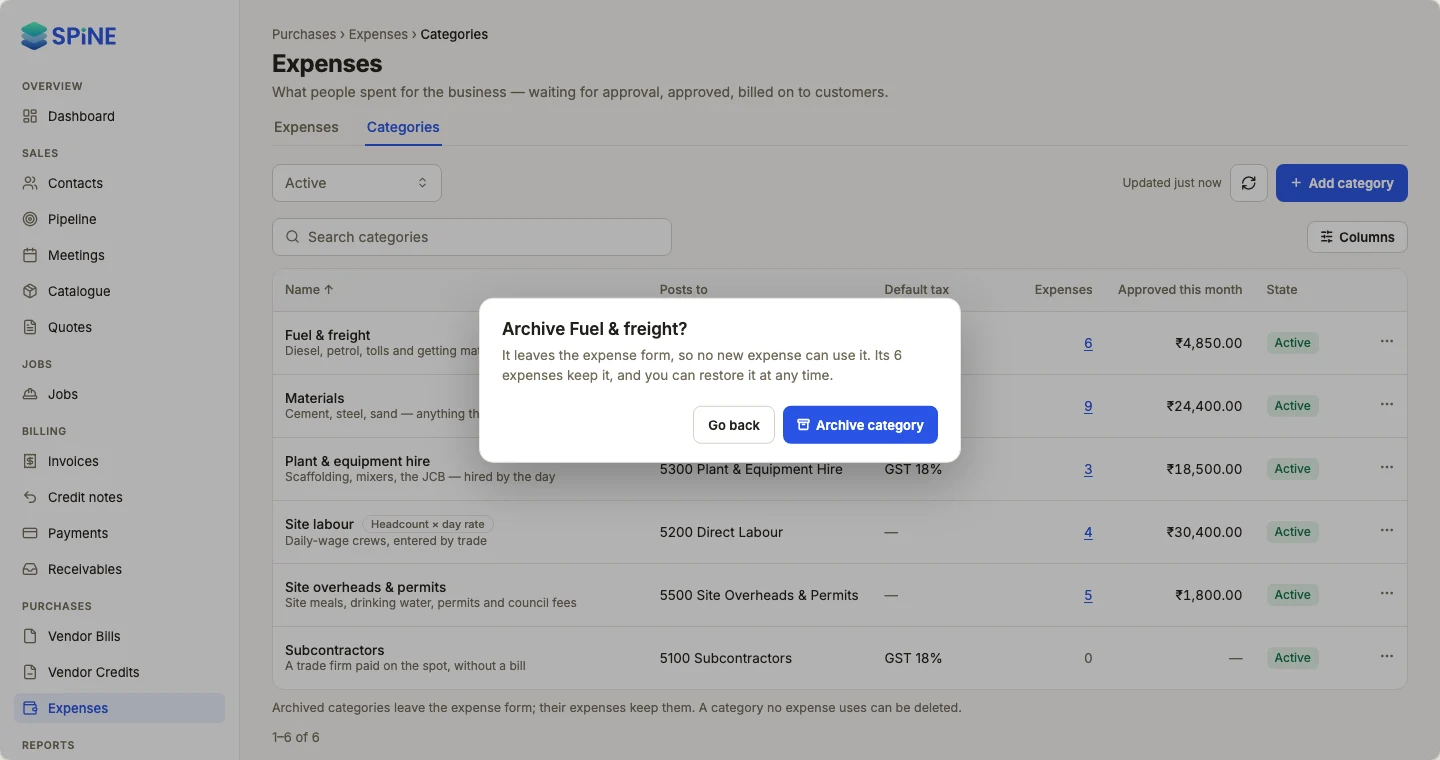 SPiNE
OVERVIEW
Dashboard
SALES
Contacts
Pipeline
Meetings
Catalogue
Quotes
JOBS
Jobs
BILLING
Invoices
Credit notes
Payments
Receivables
PURCHASES
Vendor Bills
Vendor Credits
Expenses
REPORTS
Purchases › Expenses › Categories
Expenses
What people spent for the business — waiting for approval, approved, billed on to customers.
Expenses Categories
Active
Updated just now
+ Add category
Search categories
Columns
Name ↑ Posts to Default tax Expenses Approved this month State
Fuel & freight 6 ₹4,850.00 Active ···
Diesel, petrol, tolls and getting
Materials 9 ₹24,400.00 Active ···
Cement, steel, sand — anything
Archive Fuel & freight?
It leaves the expense form, so no new expense can use it. Its 6
expenses keep it, and you can restore it at any time.
Go back Archive category
Plant & equipment hire 5300 Plant & Equipment Hire GST 18% 3 ₹18,500.00 Active ···
Scaffolding, mixers, the JCB — hired by the day
Site labour Headcount × day rate 5200 Direct Labour — 4 ₹30,400.00 Active ···
Daily-wage crews, entered by trade
Site overheads & permits 5500 Site Overheads & Permits — 5 ₹1,800.00 Active ···
Site meals, drinking water, permits and council fees
Subcontractors 5100 Subcontractors GST 18% 0 — Active ···
A trade firm paid on the spot, without a bill
Archived categories leave the expense form; their expenses keep them. A category no expense uses can be deleted.
1–6 of 6